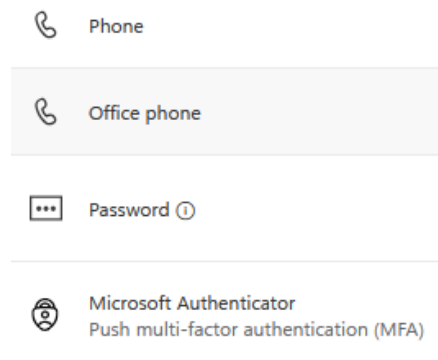 Phone
Office phone
Password
Microsoft Authenticator
Push multi-factor authentication (MFA)